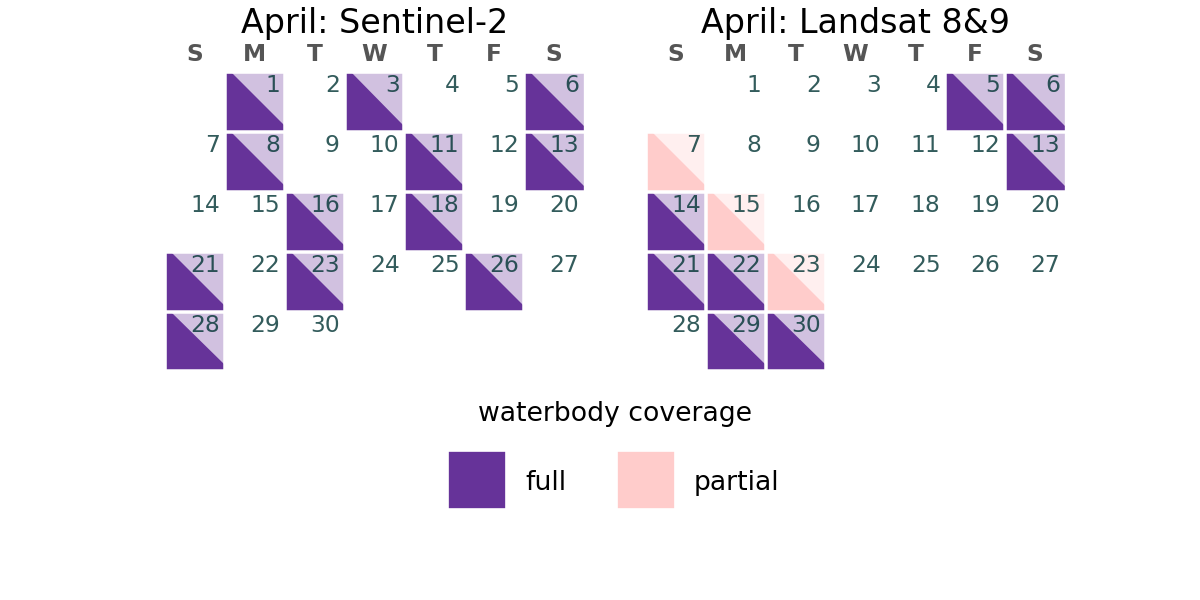 April: Sentinel-2
S M T W T F S
1 2 3 4 5 6
7 8 9 10 11 12 13
14 15 16 17 18 19 20
21 22 23 24 25 26 27
28 29 30
April: Landsat 8&9
S M T W T F S
1 2 3 4 5 6
7 8 9 10 11 12 13
14 15 16 17 18 19 20
21 22 23 24 25 26 27
28 29 30
waterbody coverage
full partial